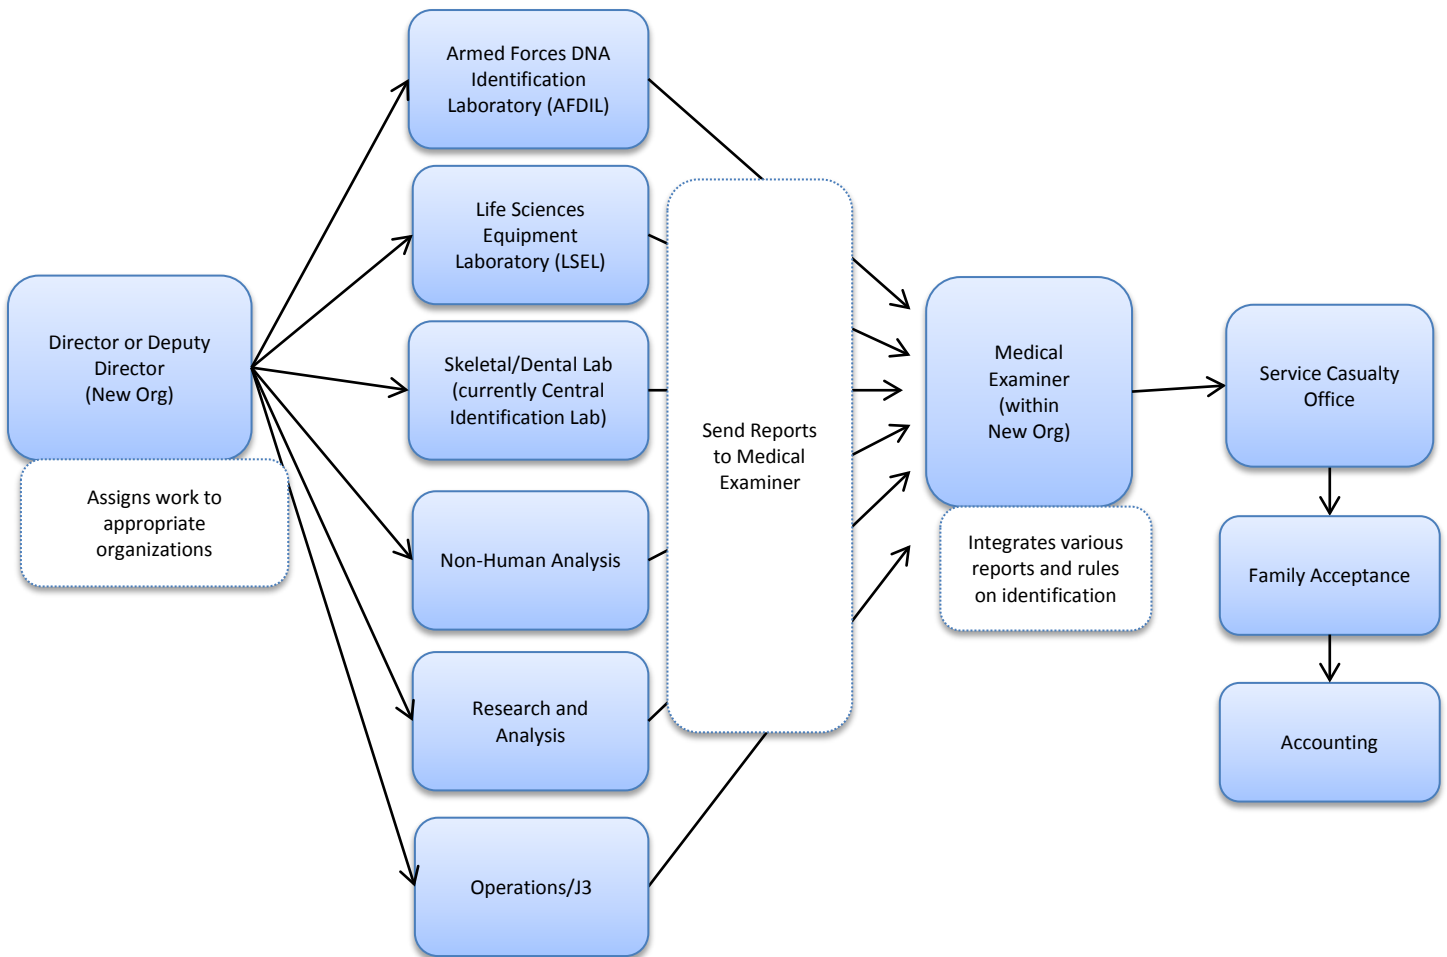 Director or Deputy
Director
(New Org)
Assigns work to
appropriate
organizations
Armed Forces DNA
Identification
Laboratory (AFDIL)
Life Sciences
Equipment
Laboratory (LSEL)
Skeletal/Dental Lab
(currently Central
Identification Lab)
Non-Human Analysis
Research and
Analysis
Operations/J3
Send Reports
to Medical
Examiner
Medical
Examiner
(within
New Org)
Integrates various
reports and rules
on identification
Service Casualty
Office
Family Acceptance
Accounting